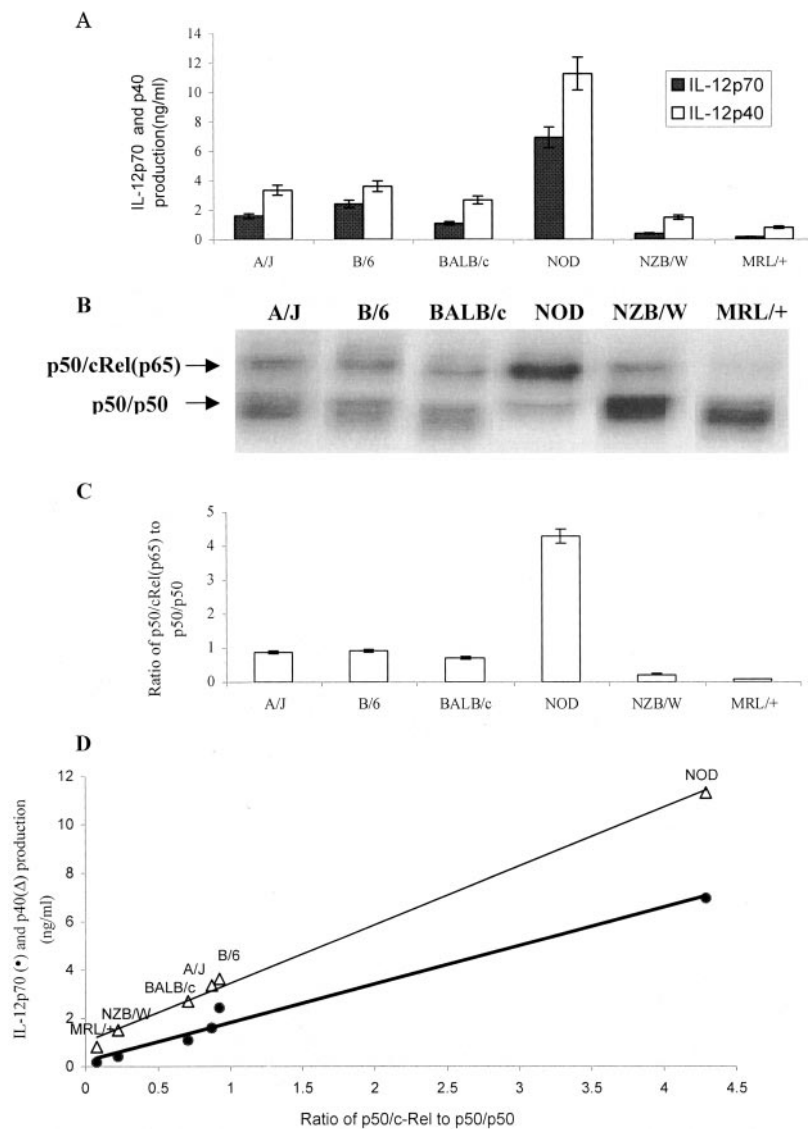 A
IL-12p70 and p40
production(ng/ml)
14
12
10
8
6
4
2
0
IL-12p70
IL-12p40
A/J
B/6
BALB/c
NOD
NZB/W
MRL/+
B
A/J
B/6
BALB/c
NOD
NZB/W
MRL/+
p50/cRel(p65)
p50/p50
C
Ratio of p50/cRel(p65) to
p50/p50
5
4
3
2
1
0
A/J
B/6
BALB/c
NOD
NZB/W
MRL/+
D
IL-12p70 (•) and p40(Δ) production
(ng/ml)
12
10
8
6
4
2
0
NOD
B/6
A/J
BALB/c
NZB/W
MRL/+
0
0.5
1
1.5
2
2.5
3
3.5
4
4.5
Ratio of p50/c-Rel to p50/p50